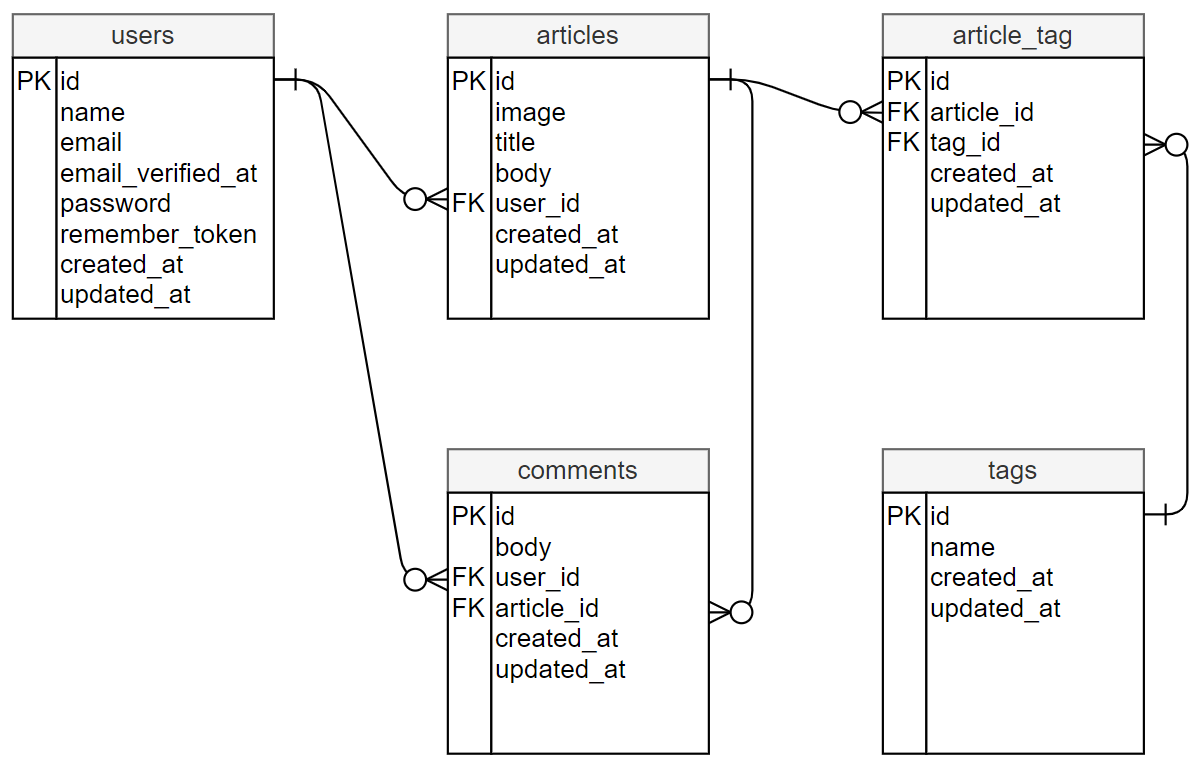 users
PK id
name
email
email_verified_at
password
remember_token
created_at
updated_at
articles
PK id
image
title
body
FK user_id
created_at
updated_at
article_tag
PK id
FK article_id
FK tag_id
created_at
updated_at
comments
PK id
body
FK user_id
FK article_id
created_at
updated_at
tags
PK id
name
created_at
updated_at